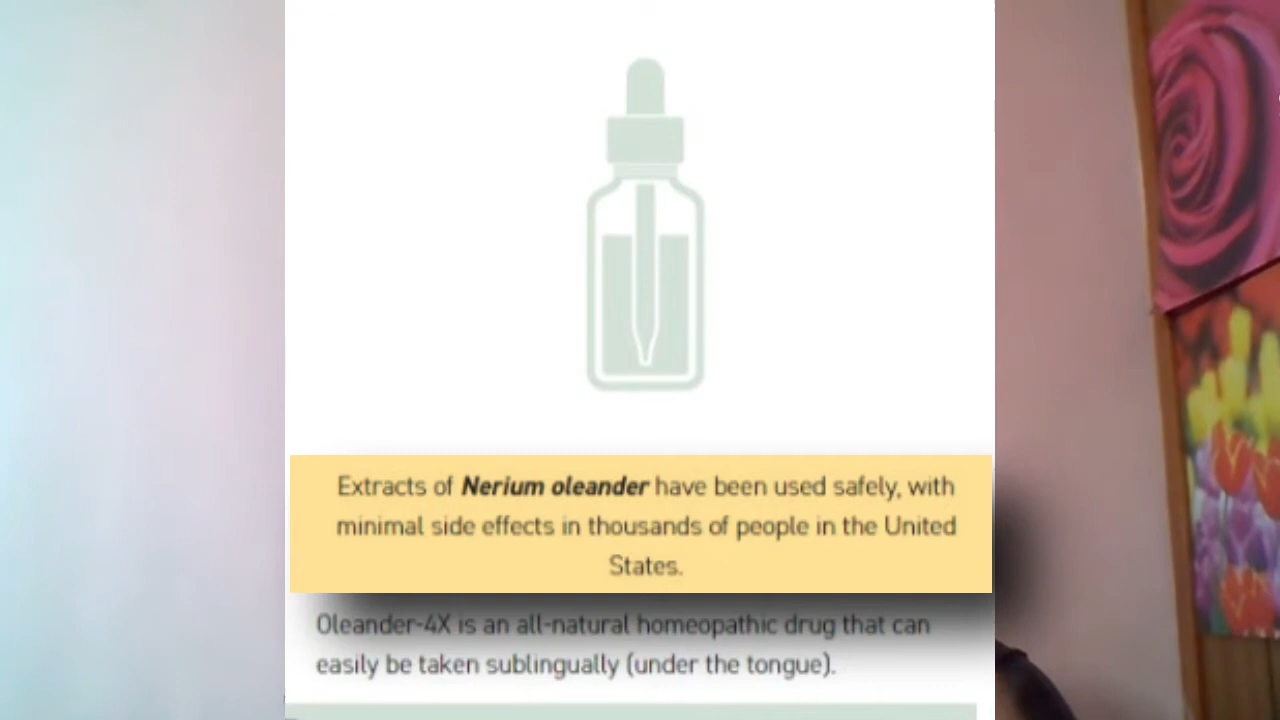 Extracts of Nerium oleander have been used safely, with
minimal side effects in thousands of people in the United
States.
Oleander-4X is an all-natural homeopathic drug that can
easily be taken sublingually (under the tongue).